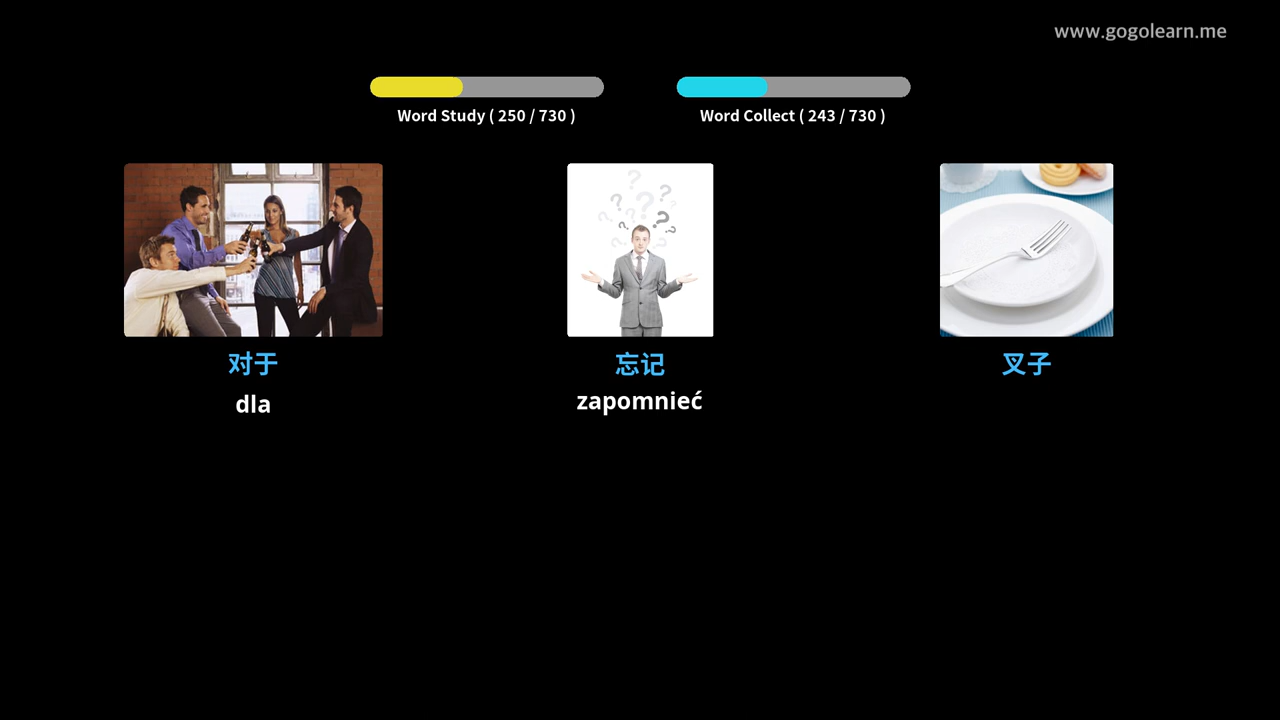 www.gogolearn.me
Word Study ( 250 / 730 )
Word Collect ( 243 / 730 )
对于
忘记
叉子
dla
zapomnieć